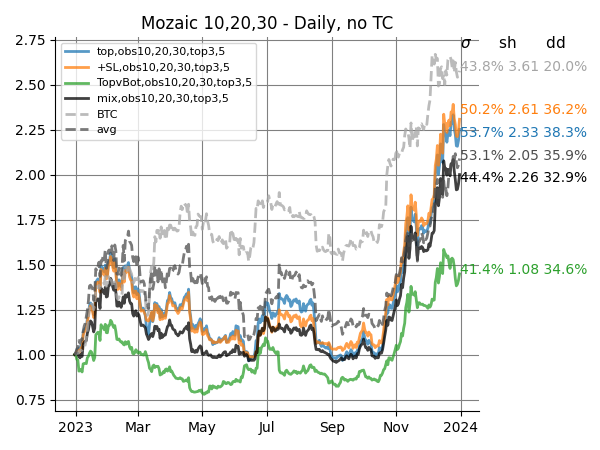 Mozaic 10,20,30 - Daily, no TC
σ sh dd
2.75
2.50
2.25
2.00
1.75
1.50
1.25
1.00
0.75
top,obs10,20,30,top3,5
+SL,obs10,20,30,top3,5
TopvBot,obs10,20,30,top3,5
mix,obs10,20,30,top3,5
BTC
avg
43.8% 3.61 20.0%
50.2% 2.61 36.2%
53.7% 2.33 38.3%
53.1% 2.05 35.9%
44.4% 2.26 32.9%
41.4% 1.08 34.6%
2023 Mar May Jul Sep Nov 2024